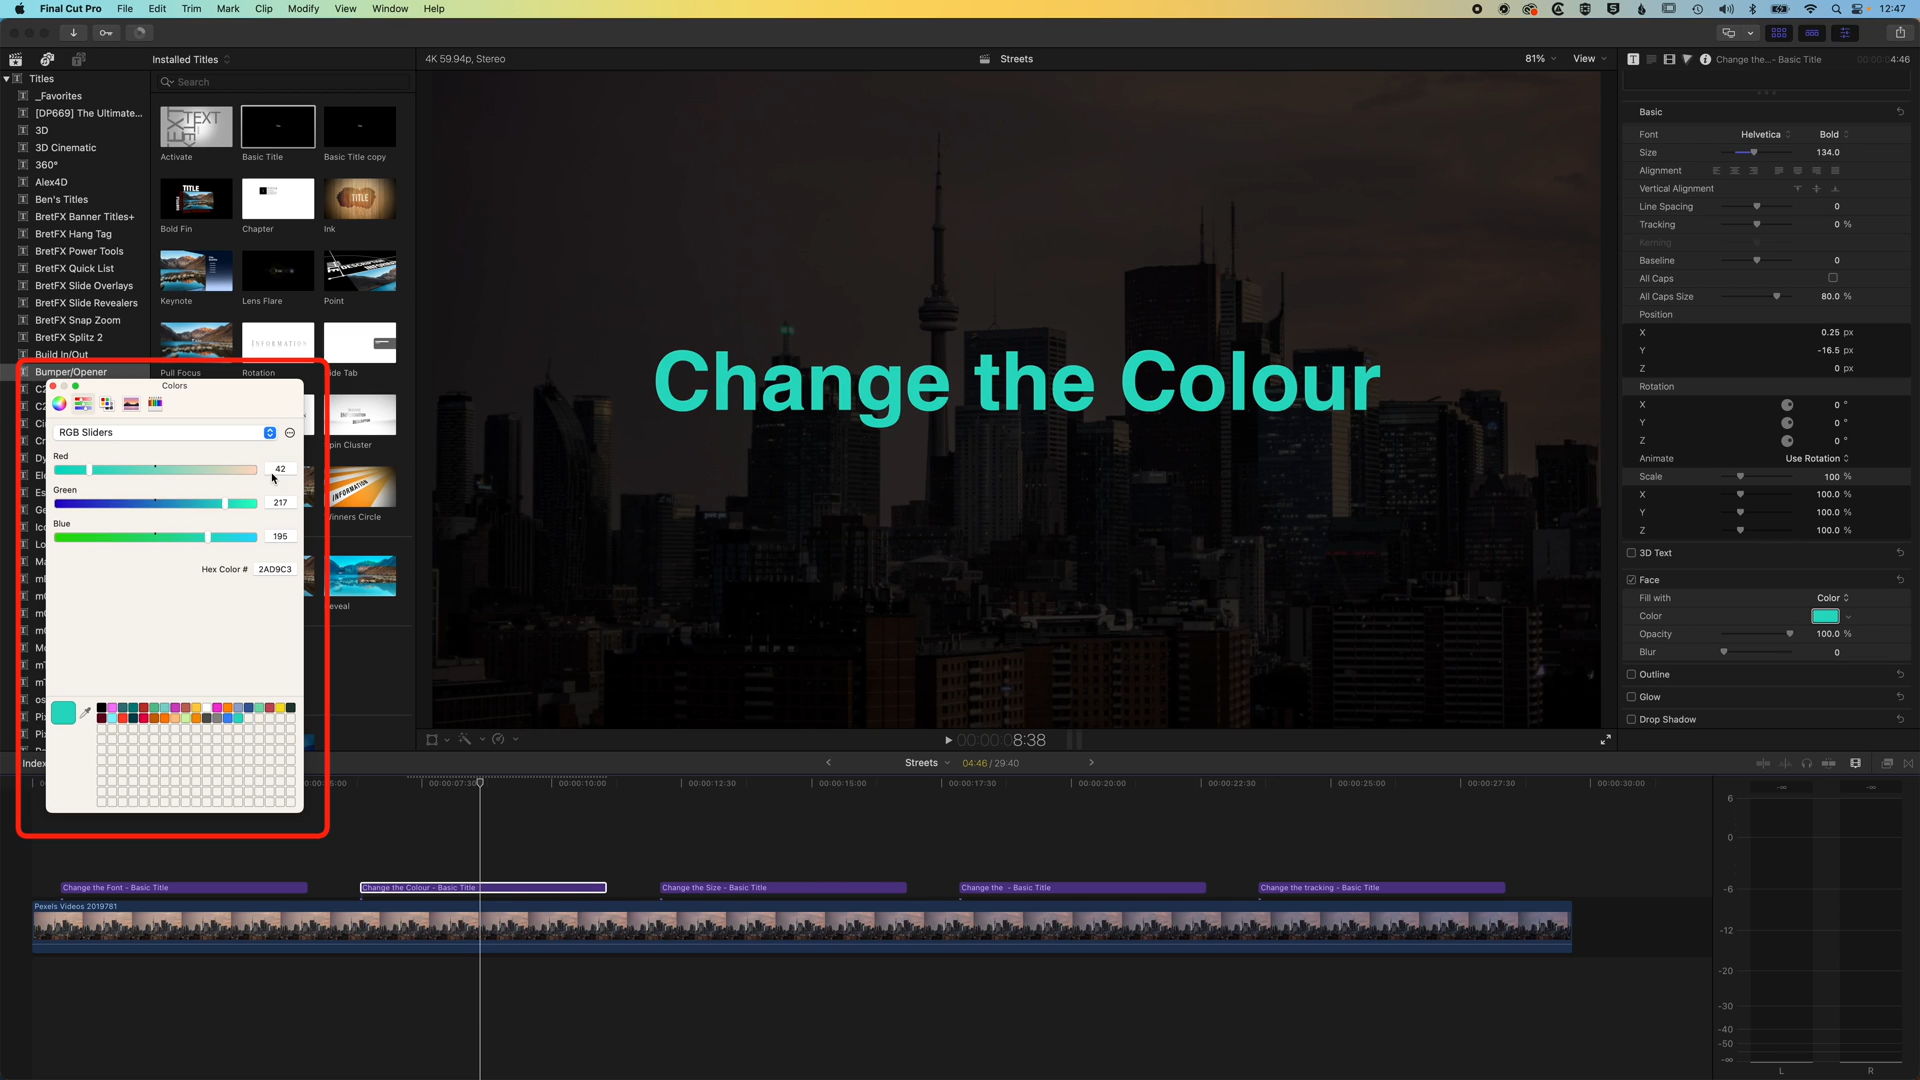 Final Cut Pro File Edit Trim Mark Clip Modify View Window Help 12:47
Installed Titles
4K 59.94p, Stereo
Streets
81% View
Change the...- Basic Title
4:46
Titles
Search
_Favorites
[DP669] The Ultimate...
3D
3D Cinematic
360°
Alex4D
Ben's Titles
BretFX Banner Titles+
BretFX Hang Tag
BretFX Power Tools
BretFX Quick List
BretFX Slide Overlays
BretFX Slide Revealers
BretFX Snap Zoom
BretFX Splitz 2
Build In/Out
Bumper/Opener
Activate
Basic Title
Basic Title copy
TITLE
TITLE
Bold Fin
Chapter
Ink
Keynote
Lens Flare
Point
INFORMATION
Pull Focus
Rotation
de Tab
pin Cluster
INFORMATION
inners Circle
eveal
Colors
RGB Sliders
Red
42
Green
217
Blue
195
Hex Color # 2AD9C3
Change the Colour
Basic
Font Helvetica Bold
Size 134.0
Alignment
Vertical Alignment
Line Spacing 0
Tracking 0 %
Kerning
Baseline 0
All Caps
All Caps Size 80.0 %
Position
X 0.25 px
Y -16.5 px
Z 0 px
Rotation
X 0 °
Y 0 °
Z 0 °
Animate Use Rotation
Scale 100 %
X 100.0 %
Y 100.0 %
Z 100.0 %
3D Text
Face
Fill with Color
Color
Opacity 100.0 %
Blur 0
Outline
Glow
Drop Shadow
00:00:08:38
Index
Streets 04:46 / 29:40
00:00:07:30
00:00:10:00
00:00:12:30
00:00:15:00
00:00:17:30
00:00:20:00
00:00:22:30
00:00:25:00
00:00:27:30
00:00:30:00
Change the Font - Basic Title
Change the Colour - Basic Title
Change the Size - Basic Title
Change the - Basic Title
Change the tracking - Basic Title
Pexels Videos 2019781
-∞ -∞
6
0
-6
-12
-20
-30
-40
-50
-∞
L R